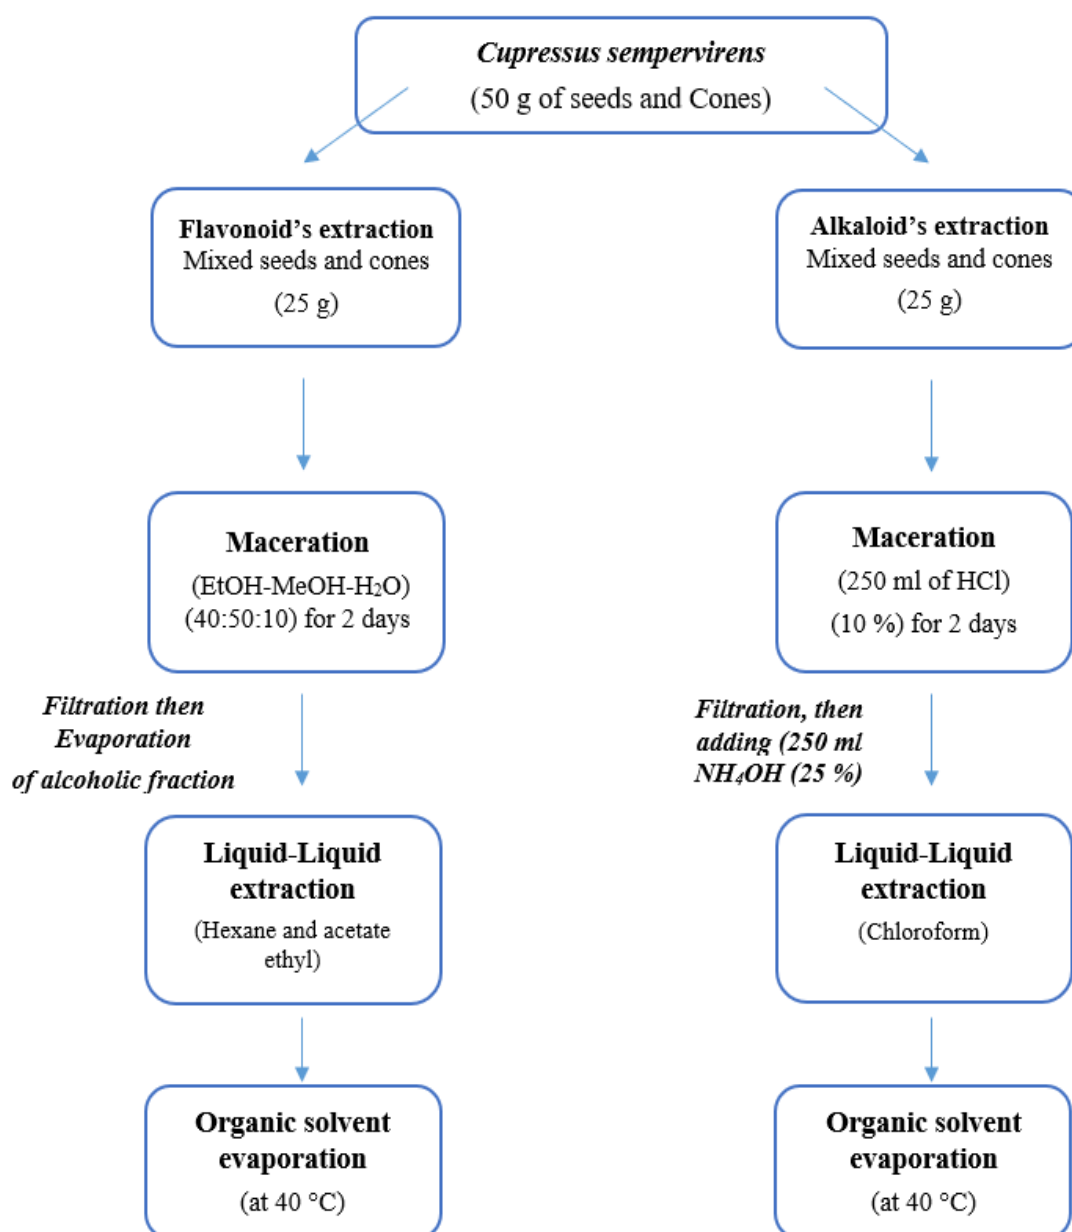 Cupressus sempervirens
(50 g of seeds and Cones)
Flavonoid’s extraction
Mixed seeds and cones
(25 g)
Alkaloid’s extraction
Mixed seeds and cones
(25 g)
Maceration
(EtOH-MeOH-H₂O)
(40:50:10) for 2 days
Maceration
(250 ml of HCl)
(10 %) for 2 days
Filtration then
Evaporation
of alcoholic fraction
Filtration, then
adding (250 ml
NH₄OH (25 %)
Liquid-Liquid
extraction
(Hexane and acetate
ethyl)
Liquid-Liquid
extraction
(Chloroform)
Organic solvent
evaporation
(at 40 °C)
Organic solvent
evaporation
(at 40 °C)